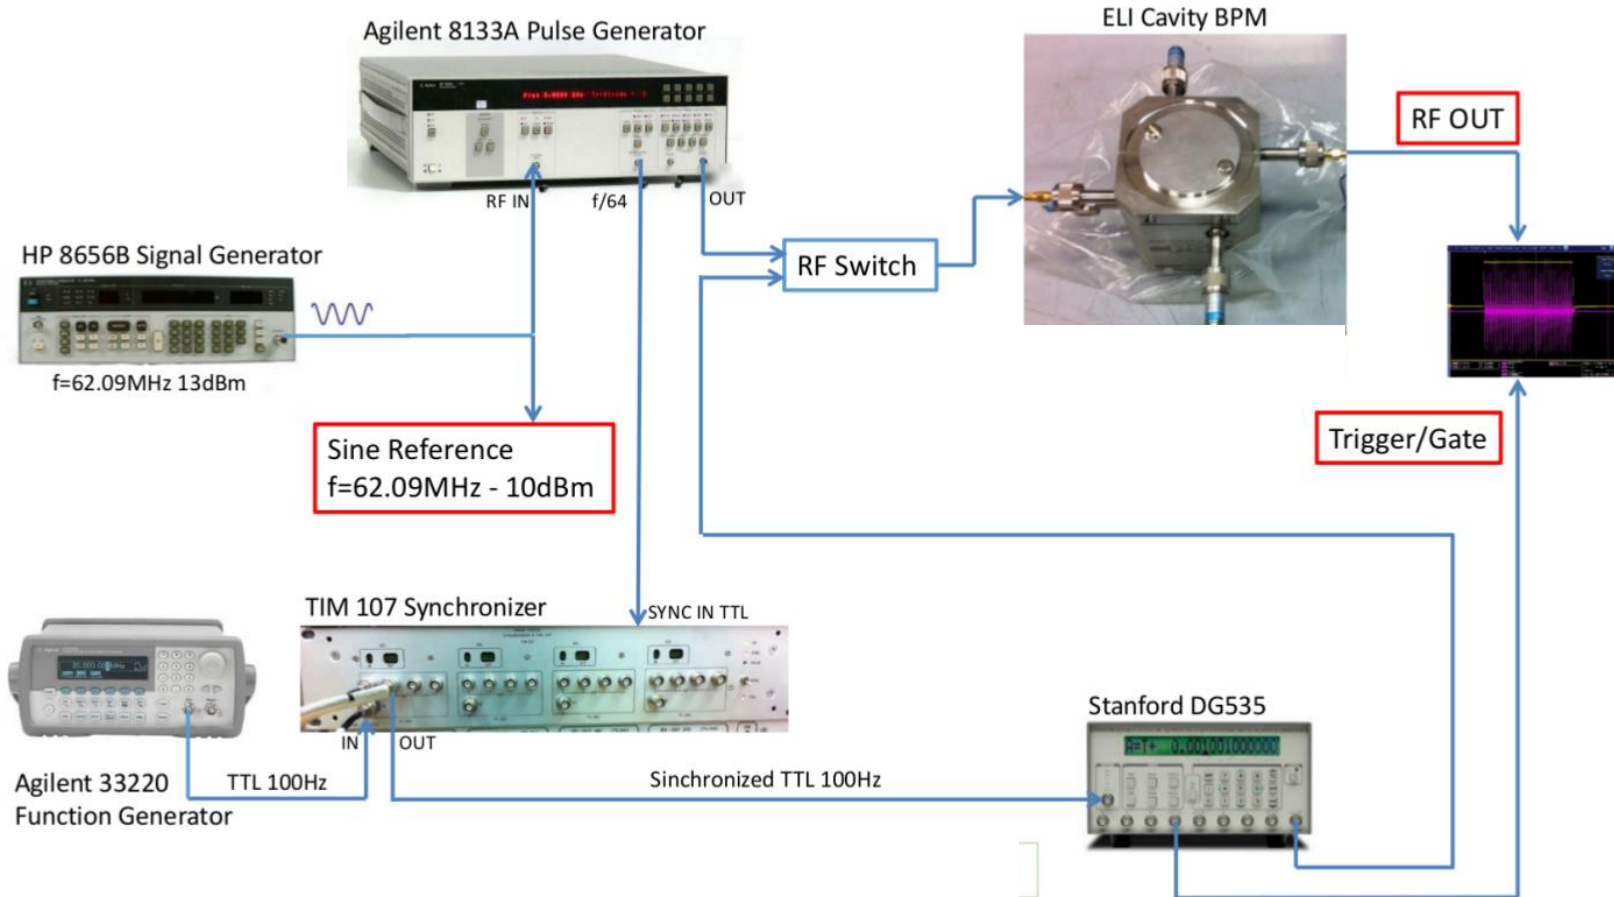 Agilent 8133A Pulse Generator
ELI Cavity BPM
RF OUT
RF IN
f/64
OUT
HP 8656B Signal Generator
RF Switch
f=62.09MHz 13dBm
Sine Reference
f=62.09MHz - 10dBm
Trigger/Gate
TIM 107 Synchronizer
SYNC IN TTL
Stanford DG535
A=T+ 0.001001000000
IN
OUT
Agilent 33220
Function Generator
TTL 100Hz
Sinchronized TTL 100Hz